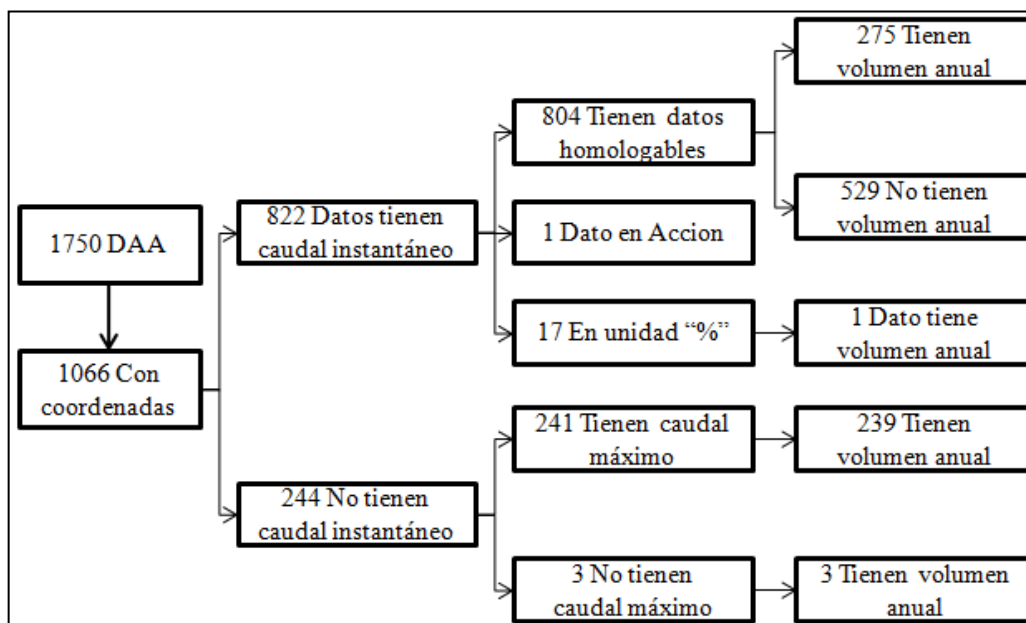 1750 DAA
1066 Con
coordenadas
822 Datos tienen
caudal instantáneo
244 No tienen
caudal instantáneo
804 Tienen datos
homologables
1 Dato en Accion
17 En unidad “%”
241 Tienen caudal
máximo
3 No tienen
caudal máximo
275 Tienen
volumen anual
529 No tienen
volumen anual
1 Dato tiene
volumen anual
239 Tienen
volumen anual
3 Tienen volumen
anual